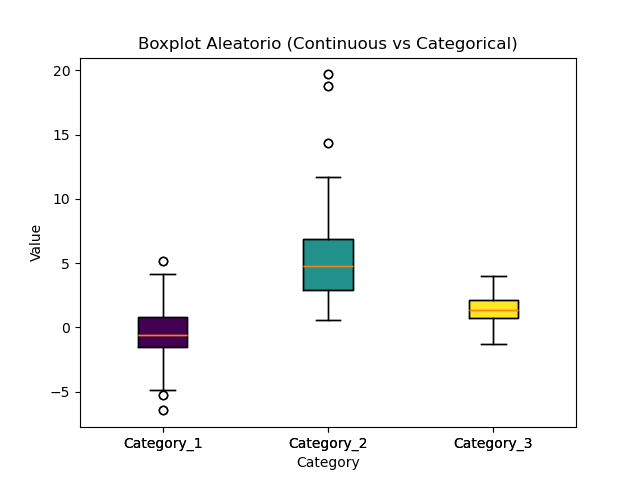 Boxplot Aleatorio (Continuous vs Categorical)
20
15
10
5
0
−5
Value
Category_1
Category_2
Category_3
Category